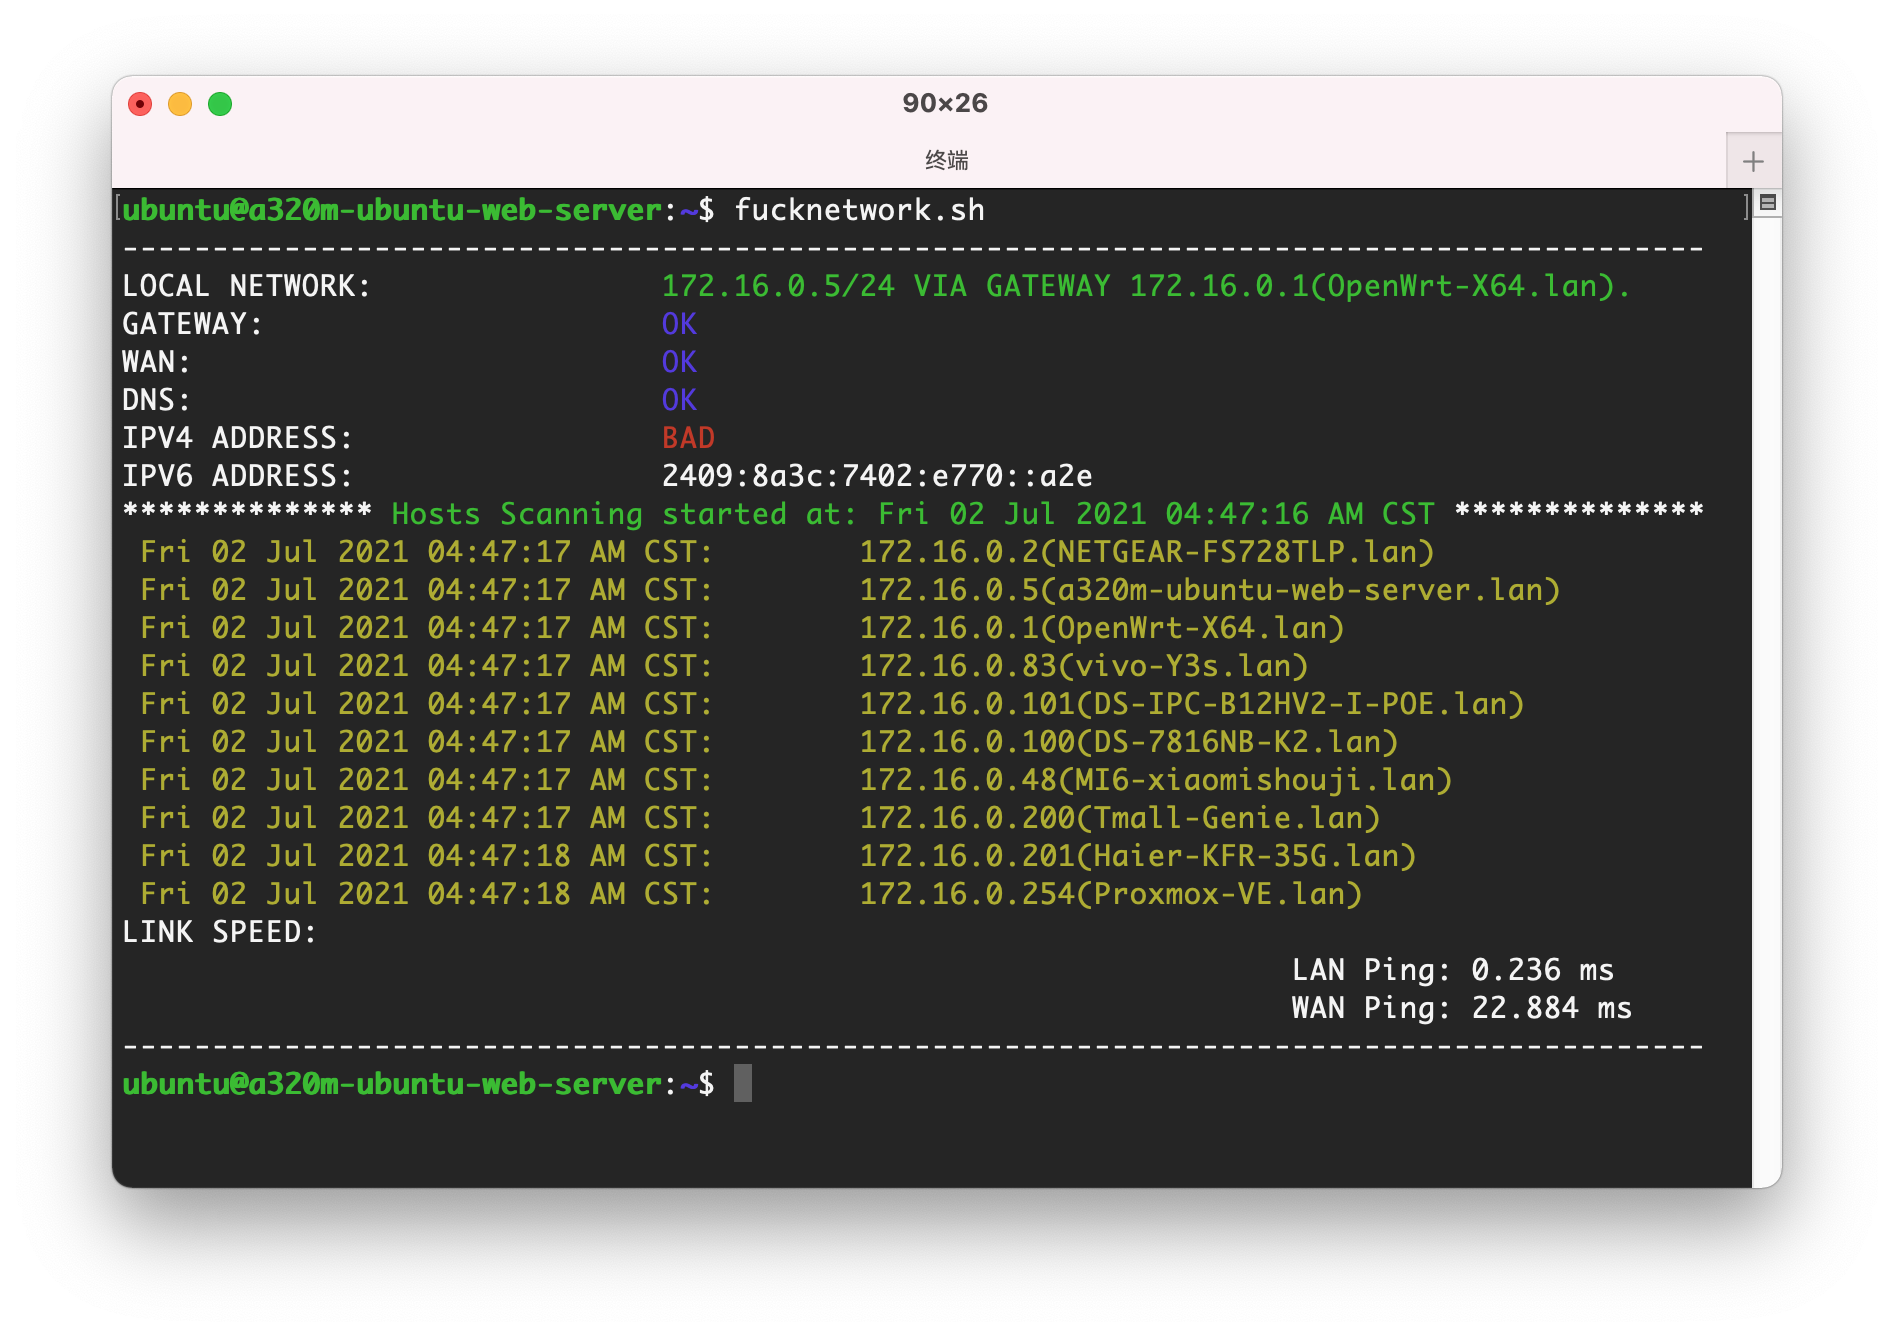 90×26
终端
ubuntu@a320m-ubuntu-web-server:~$ fucknetwork.sh
----------------------------------------------------------------------------------------
LOCAL NETWORK: 172.16.0.5/24 VIA GATEWAY 172.16.0.1(OpenWrt-X64.lan).
GATEWAY: OK
WAN: OK
DNS: OK
IPV4 ADDRESS: BAD
IPV6 ADDRESS: 2409:8a3c:7402:e770::a2e
************** Hosts Scanning started at: Fri 02 Jul 2021 04:47:16 AM CST **************
Fri 02 Jul 2021 04:47:17 AM CST: 172.16.0.2(NETGEAR-FS728TLP.lan)
Fri 02 Jul 2021 04:47:17 AM CST: 172.16.0.5(a320m-ubuntu-web-server.lan)
Fri 02 Jul 2021 04:47:17 AM CST: 172.16.0.1(OpenWrt-X64.lan)
Fri 02 Jul 2021 04:47:17 AM CST: 172.16.0.83(vivo-Y3s.lan)
Fri 02 Jul 2021 04:47:17 AM CST: 172.16.0.101(DS-IPC-B12HV2-I-POE.lan)
Fri 02 Jul 2021 04:47:17 AM CST: 172.16.0.100(DS-7816NB-K2.lan)
Fri 02 Jul 2021 04:47:17 AM CST: 172.16.0.48(MI6-xiaomishouji.lan)
Fri 02 Jul 2021 04:47:17 AM CST: 172.16.0.200(Tmall-Genie.lan)
Fri 02 Jul 2021 04:47:18 AM CST: 172.16.0.201(Haier-KFR-35G.lan)
Fri 02 Jul 2021 04:47:18 AM CST: 172.16.0.254(Proxmox-VE.lan)
LINK SPEED:
LAN Ping: 0.236 ms
WAN Ping: 22.884 ms
----------------------------------------------------------------------------------------
ubuntu@a320m-ubuntu-web-server:~$